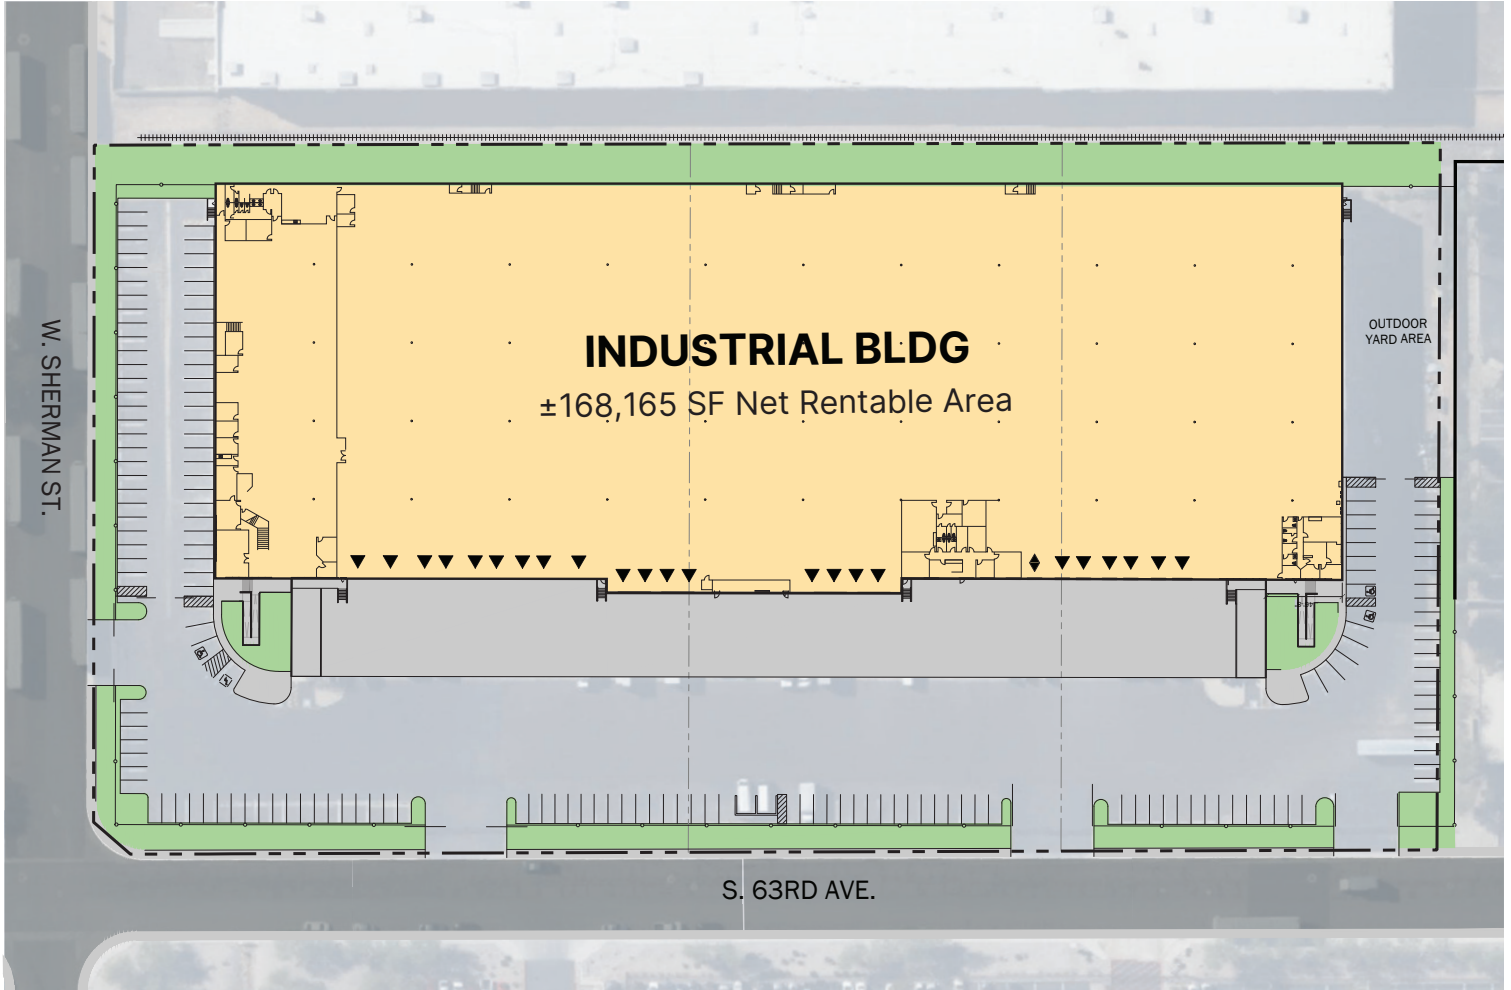 INDUSTRIAL BLDG
±168,165 SF Net Rentable Area
OUTDOOR
YARD AREA
W. SHERMAN ST.
S. 63RD AVE.